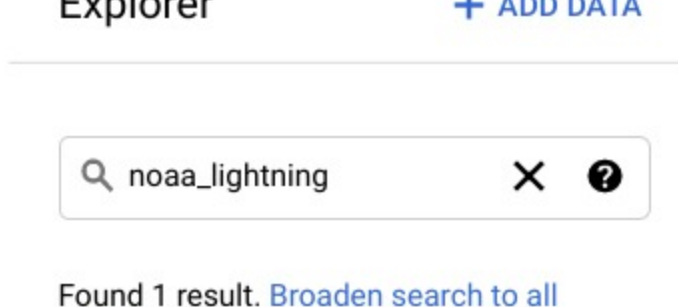 Explorer
+ ADD DATA
noaa_lightning
Found 1 result. Broaden search to all